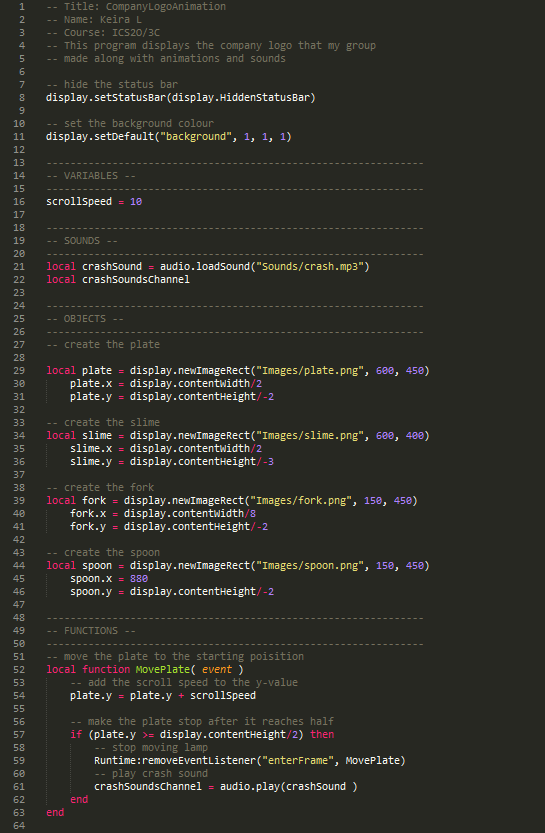 1 -- Title: CompanyLogoAnimation
2 -- Name: Keira L
3 -- Course: ICS2O/3C
4 -- This program displays the company logo that my group
5 -- made along with animations and sounds
6
7 -- hide the status bar
8 display.setStatusBar(display.HiddenStatusBar)
9
10 -- set the background colour
11 display.setDefault("background", 1, 1, 1)
12
13 ---------------------------------------------------------------
14 -- VARIABLES --
15 ---------------------------------------------------------------
16 scrollSpeed = 10
17
18 ---------------------------------------------------------------
19 -- SOUNDS --
20 ---------------------------------------------------------------
21 local crashSound = audio.loadSound("Sounds/crash.mp3")
22 local crashSoundsChannel
23
24 ---------------------------------------------------------------
25 -- OBJECTS --
26 ---------------------------------------------------------------
27 -- create the plate
28
29 local plate = display.newImageRect("Images/plate.png", 600, 450)
30 plate.x = display.contentWidth/2
31 plate.y = display.contentHeight/-2
32
33 -- create the slime
34 local slime = display.newImageRect("Images/slime.png", 600, 400)
35 slime.x = display.contentWidth/2
36 slime.y = display.contentHeight/-3
37
38 -- create the fork
39 local fork = display.newImageRect("Images/fork.png", 150, 450)
40 fork.x = display.contentWidth/8
41 fork.y = display.contentHeight/-2
42
43 -- create the spoon
44 local spoon = display.newImageRect("Images/spoon.png", 150, 450)
45 spoon.x = 880
46 spoon.y = display.contentHeight/-2
47
48 ---------------------------------------------------------------
49 -- FUNCTIONS --
50 ---------------------------------------------------------------
51 -- move the plate to the starting poisition
52 local function MovePlate( event )
53 -- add the scroll speed to the y-value
54 plate.y = plate.y + scrollSpeed
55
56 -- make the plate stop after it reaches half
57 if (plate.y >= display.contentHeight/2) then
58 -- stop moving lamp
59 Runtime:removeEventListener("enterFrame", MovePlate)
60 -- play crash sound
61 crashSoundsChannel = audio.play(crashSound )
62 end
63 end
64